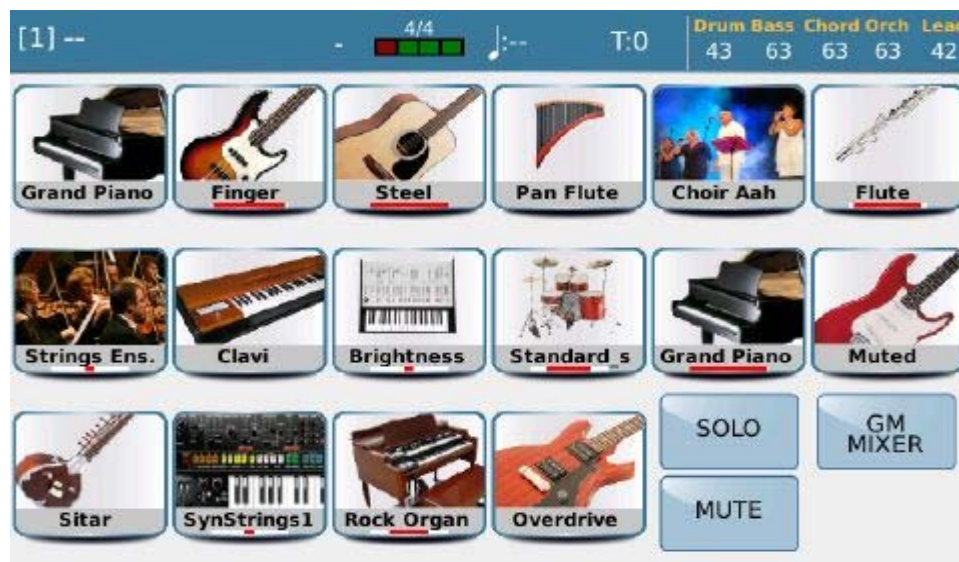 [1] -- - 4/4 ♩:-- T:0 Drum Bass Chord Orch Lead
43 63 63 63 42
Grand Piano Finger Steel Pan Flute Choir Aah Flute
Strings Ens. Clavi Brightness Standard_s Grand Piano Muted
SOLO GM MIXER
MUTE
Sitar SynStrings1 Rock Organ Overdrive